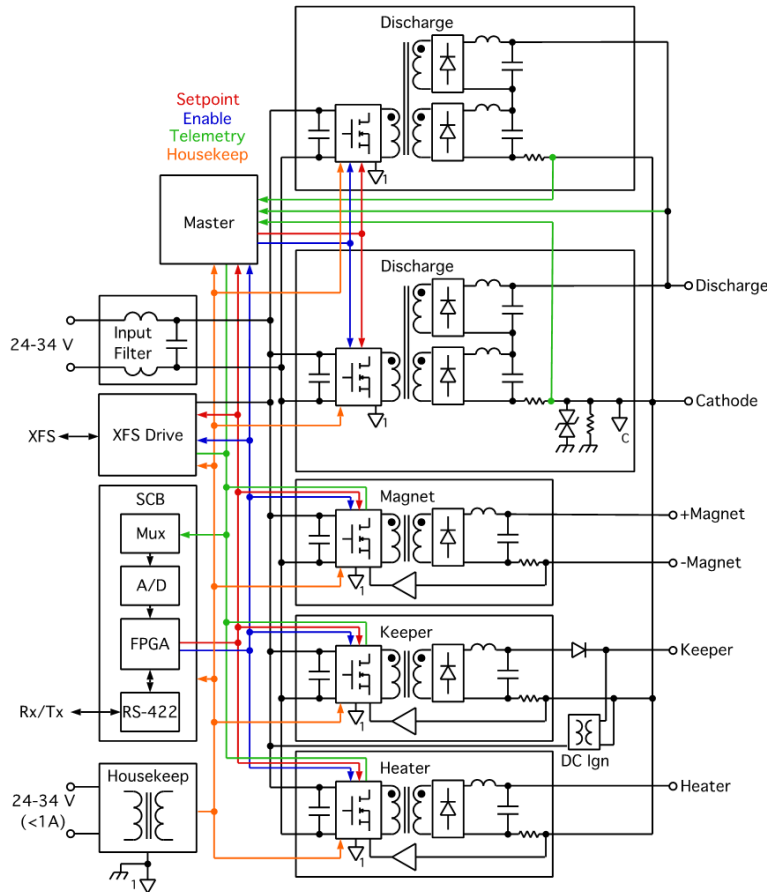 Discharge
Setpoint
Enable
Telemetry
Housekeep
1
Master
Discharge
Discharge
24-34 V
Input
Filter
1
Cathode
C
XFS
XFS Drive
SCB
Magnet
Mux
+Magnet
A/D
1
-Magnet
Keeper
FPGA
Keeper
Rx/Tx
RS-422
1
DC Ign
Housekeep
Heater
24-34 V
(<1A)
Heater
1
1